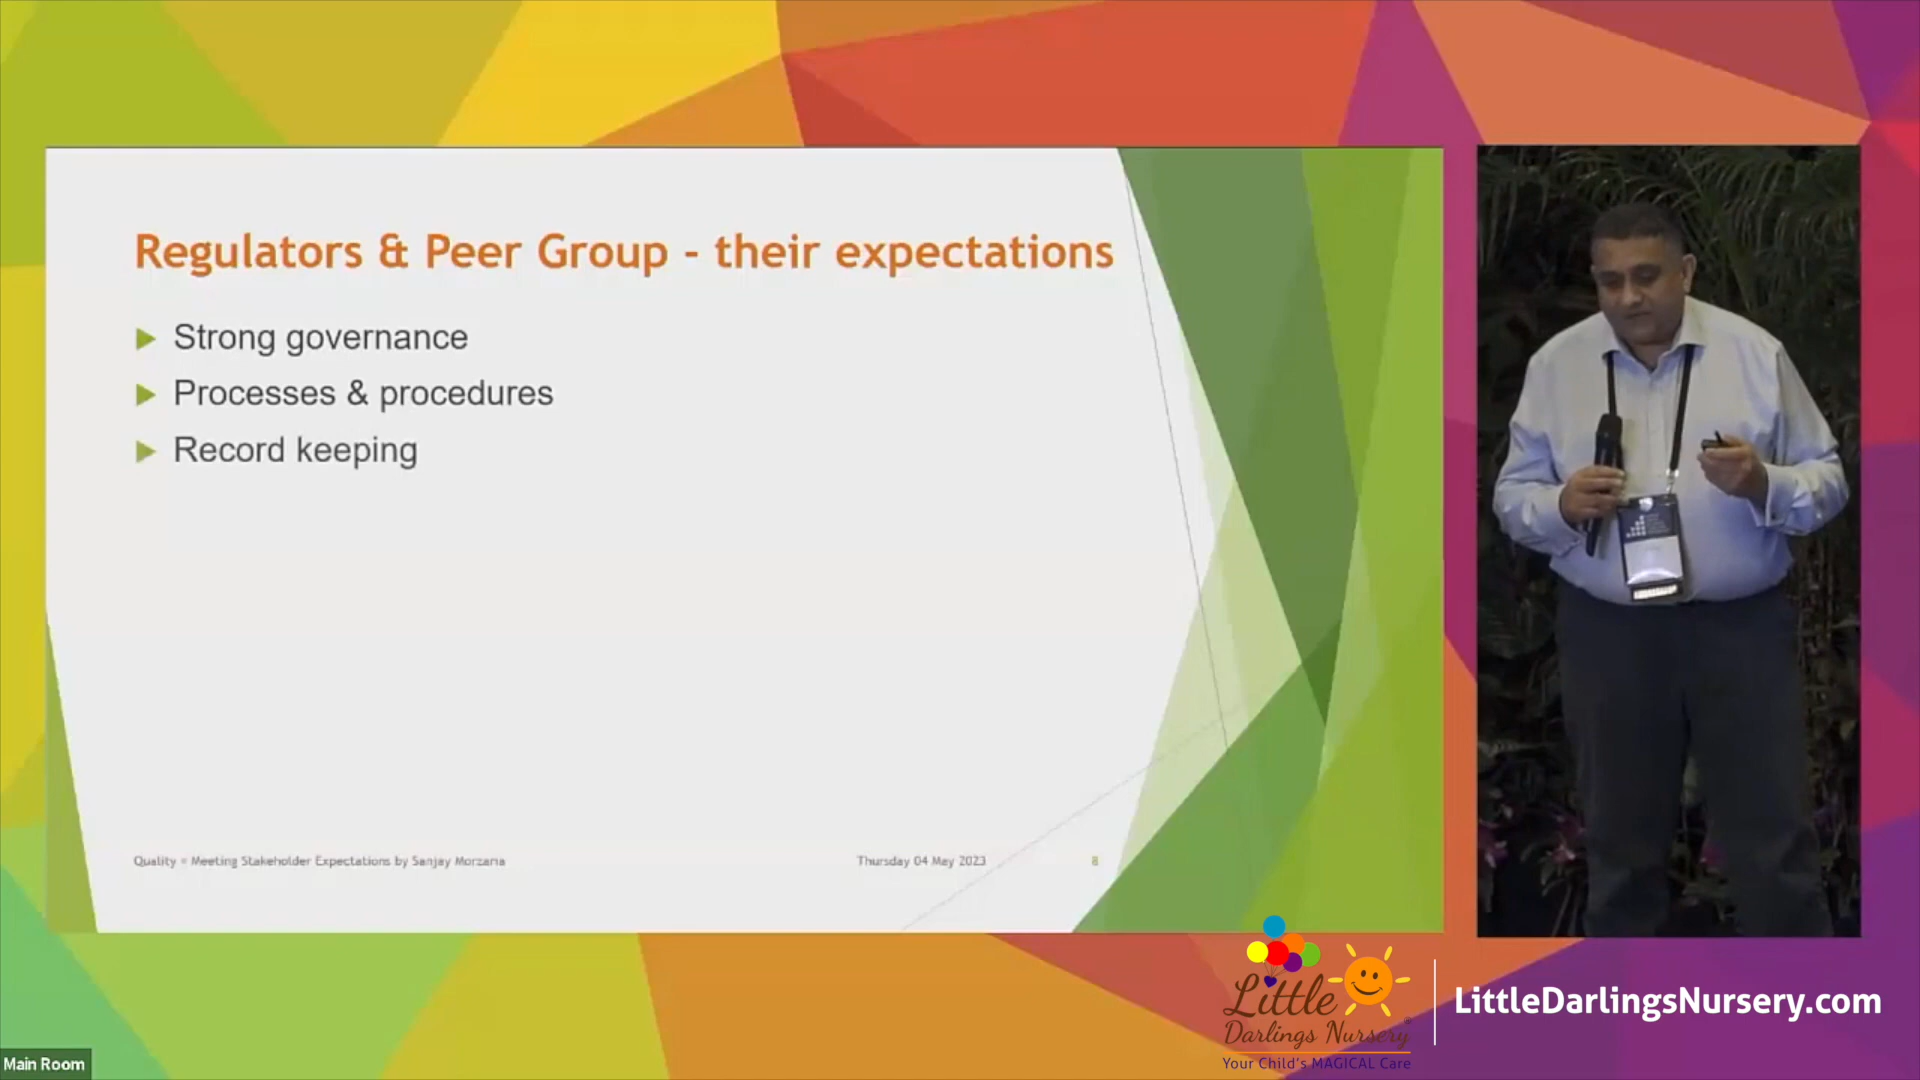 Regulators & Peer Group - their expectations
Strong governance
Processes & procedures
Record keeping
Quality = Meeting Stakeholder Expectations by Sanjay Morzaria
Thursday 04 May 2023
8
Little
Darlings Nursery
Your Child's MAGICAL Care
LittleDarlingsNursery.com
Main Room